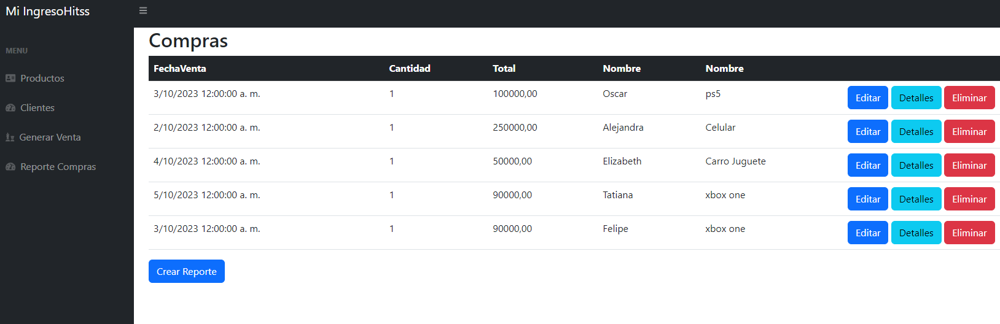 Mi IngresoHitss
MENU
Productos
Clientes
Generar Venta
Reporte Compras
Compras
FechaVenta Cantidad Total Nombre Nombre
3/10/2023 12:00:00 a. m. 1 100000,00 Oscar ps5 Editar Detalles Eliminar
2/10/2023 12:00:00 a. m. 1 250000,00 Alejandra Celular Editar Detalles Eliminar
4/10/2023 12:00:00 a. m. 1 50000,00 Elizabeth Carro Juguete Editar Detalles Eliminar
5/10/2023 12:00:00 a. m. 1 90000,00 Tatiana xbox one Editar Detalles Eliminar
3/10/2023 12:00:00 a. m. 1 90000,00 Felipe xbox one Editar Detalles Eliminar
Crear Reporte